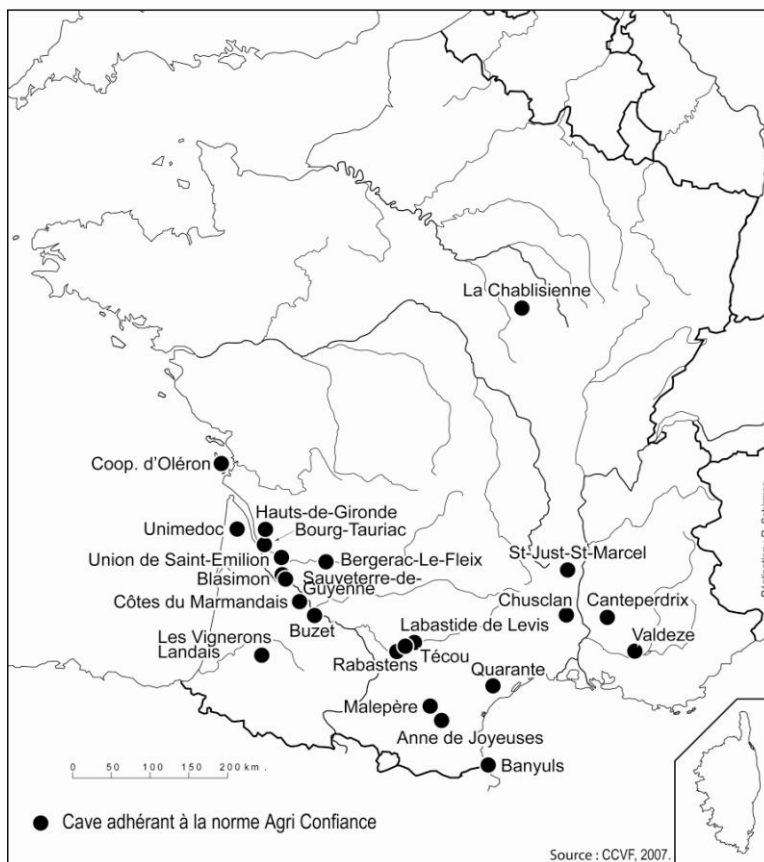 La Chablisienne
Coop. d'Oléron
Hauts-de-Gironde
Unimedoc
Bourg-Tauriac
Union de Saint-Emilion
Bergerac-Le-Fleix
St-Just-St-Marcel
Blasimon
Sauveterre-de-
Guyenne
Côtes du Marmandais
Chusclan
Canteperdrix
Buzet
Labastide de Levis
Les Vignerons
Landais
Valdeze
Rabastens
Técou
Quarante
Malepère
Anne de Joyeuses
Banyuls
0 50 100 200 km .
Cave adhérant à la norme Agri Confiance
Source : CCVF, 2007.